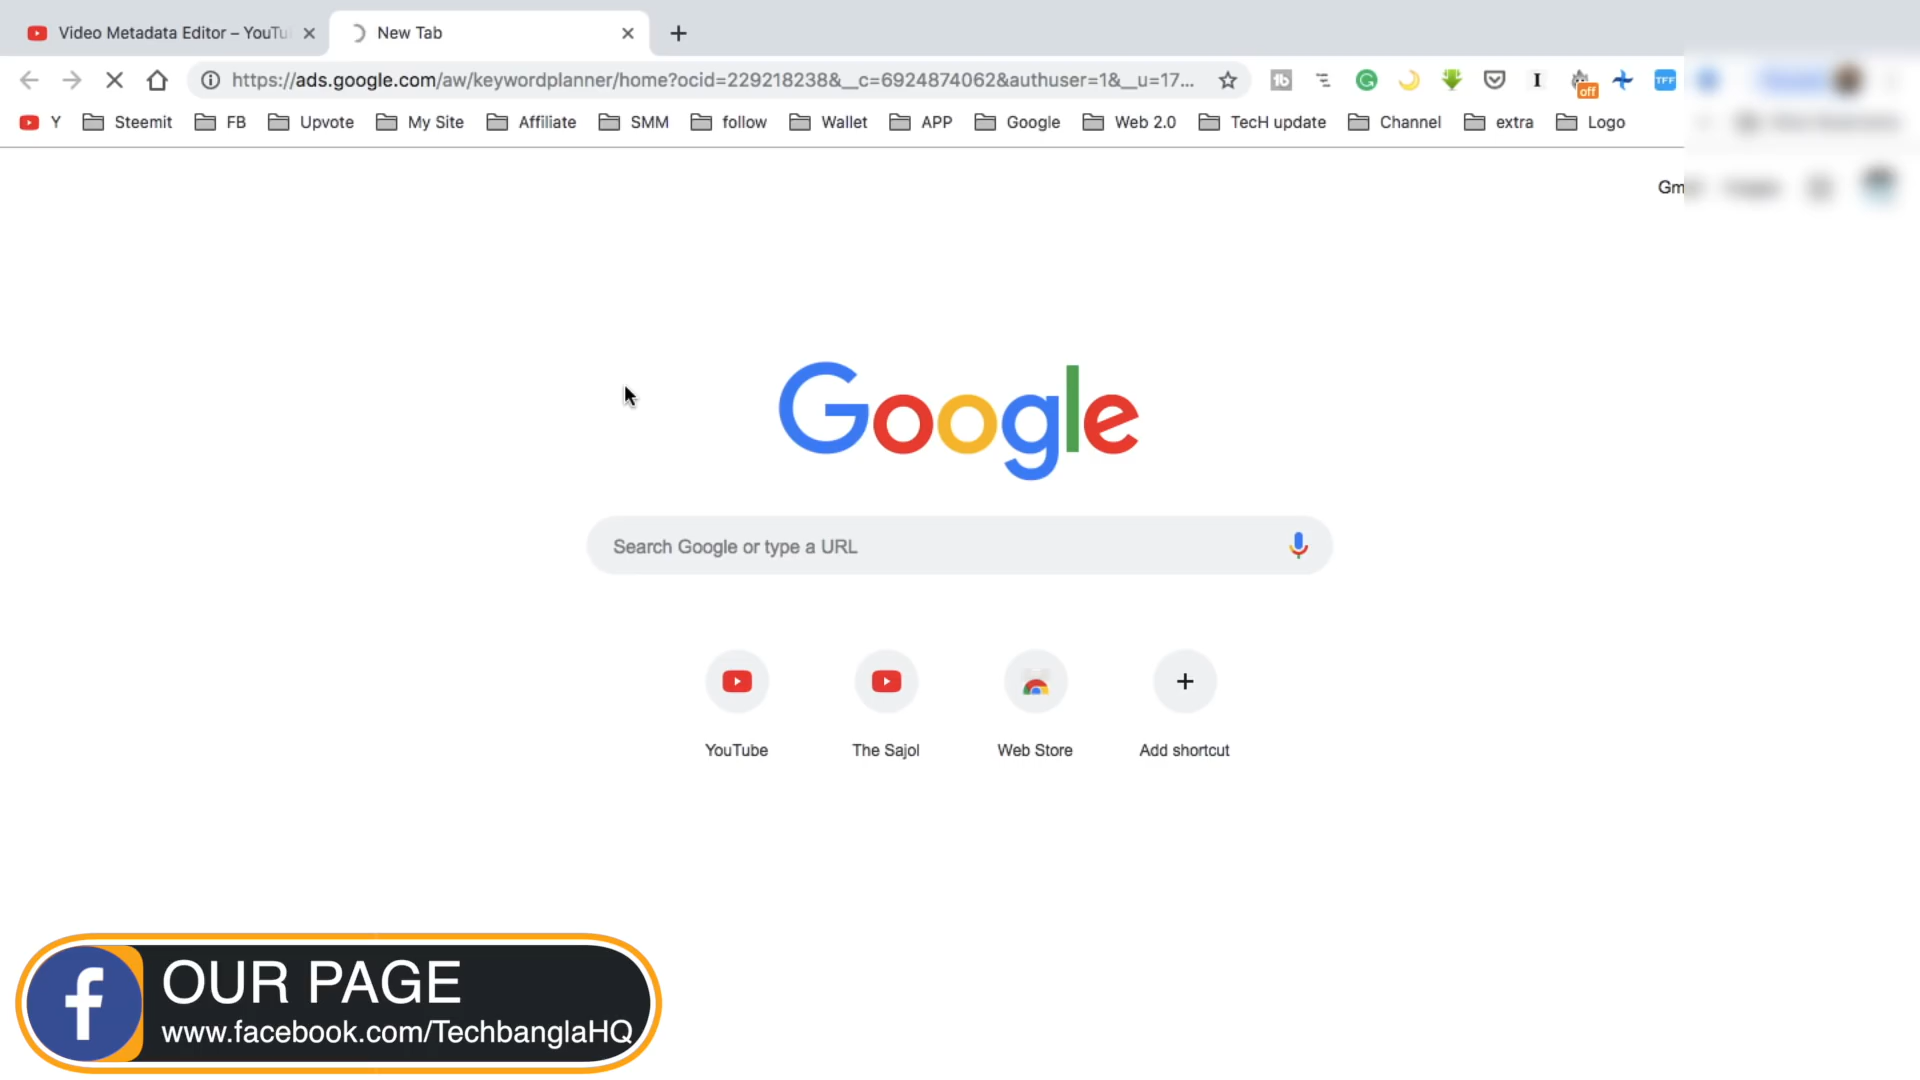 Video Metadata Editor – YouTu
New Tab
https://ads.google.com/aw/keywordplanner/home?ocid=229218238&__c=6924874062&authuser=1&__u=17...
off
TFF
Y
Steemit
FB
Upvote
My Site
Affiliate
SMM
follow
Wallet
APP
Google
Web 2.0
TecH update
Channel
extra
Logo
Gm
Google
Search Google or type a URL
YouTube
The Sajol
Web Store
Add shortcut
OUR PAGE
www.facebook.com/TechbanglaHQ